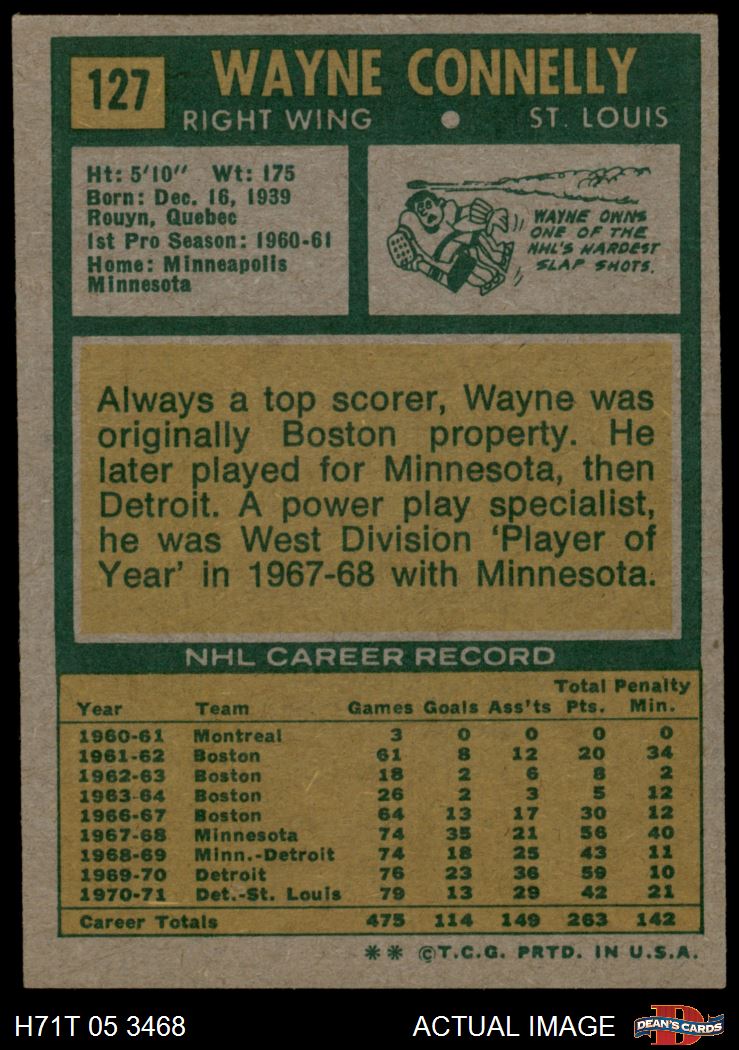 127
WAYNE CONNELLY
RIGHT WING • ST. LOUIS
Ht: 5'10" Wt: 175
Born: Dec. 16, 1939
Rouyn, Quebec
1st Pro Season: 1960-61
Home: Minneapolis
Minnesota
WAYNE OWNS
ONE OF THE
NHL'S HARDEST
SLAP SHOTS.
Always a top scorer, Wayne was
originally Boston property. He
later played for Minnesota, then
Detroit. A power play specialist,
he was West Division 'Player of
Year' in 1967-68 with Minnesota.
NHL CAREER RECORD
Total Penalty
Year Team Games Goals Ass'ts Pts. Min.
1960-61 Montreal 3 0 0 0 0
1961-62 Boston 61 8 12 20 34
1962-63 Boston 18 2 6 8 2
1963-64 Boston 26 2 3 5 12
1966-67 Boston 64 13 17 30 12
1967-68 Minnesota 74 35 21 56 40
1968-69 Minn.-Detroit 74 18 25 43 11
1969-70 Detroit 76 23 36 59 10
1970-71 Det.-St. Louis 79 13 29 42 21
Career Totals 475 114 149 263 142
** ©T.C.G. PRTD. IN U.S.A.
H71T 05 3468 ACTUAL IMAGE
D
DEAN'S CARDS